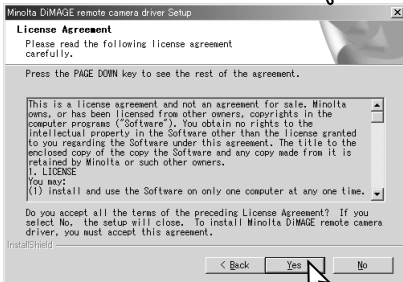 Minolta DiMAGE remote camera driver Setup
License Agreement
Please read the following license agreement
carefully.
Press the PAGE DOWN key to see the rest of the agreement.
This is a license agreement and not an agreement for sale. Minolta
owns, or has been licensed from other owners, copyrights in the
computer programs ("Software"). You obtain no rights to the
intellectual property in the Software other than the license granted
to you regarding the Software under this agreement. The title to the
enclosed copy of the copy the Software and any copy made from it is
retained by Minolta or such other owners.
1. LICENSE
You may:
(1) install and use the Software on only one computer at any one time.
Do you accept all the terms of the preceding License Agreement? If you
select No, the setup will close. To install Minolta DiMAGE remote camera
driver, you must accept this agreement.
InstallShield
< Back Yes No